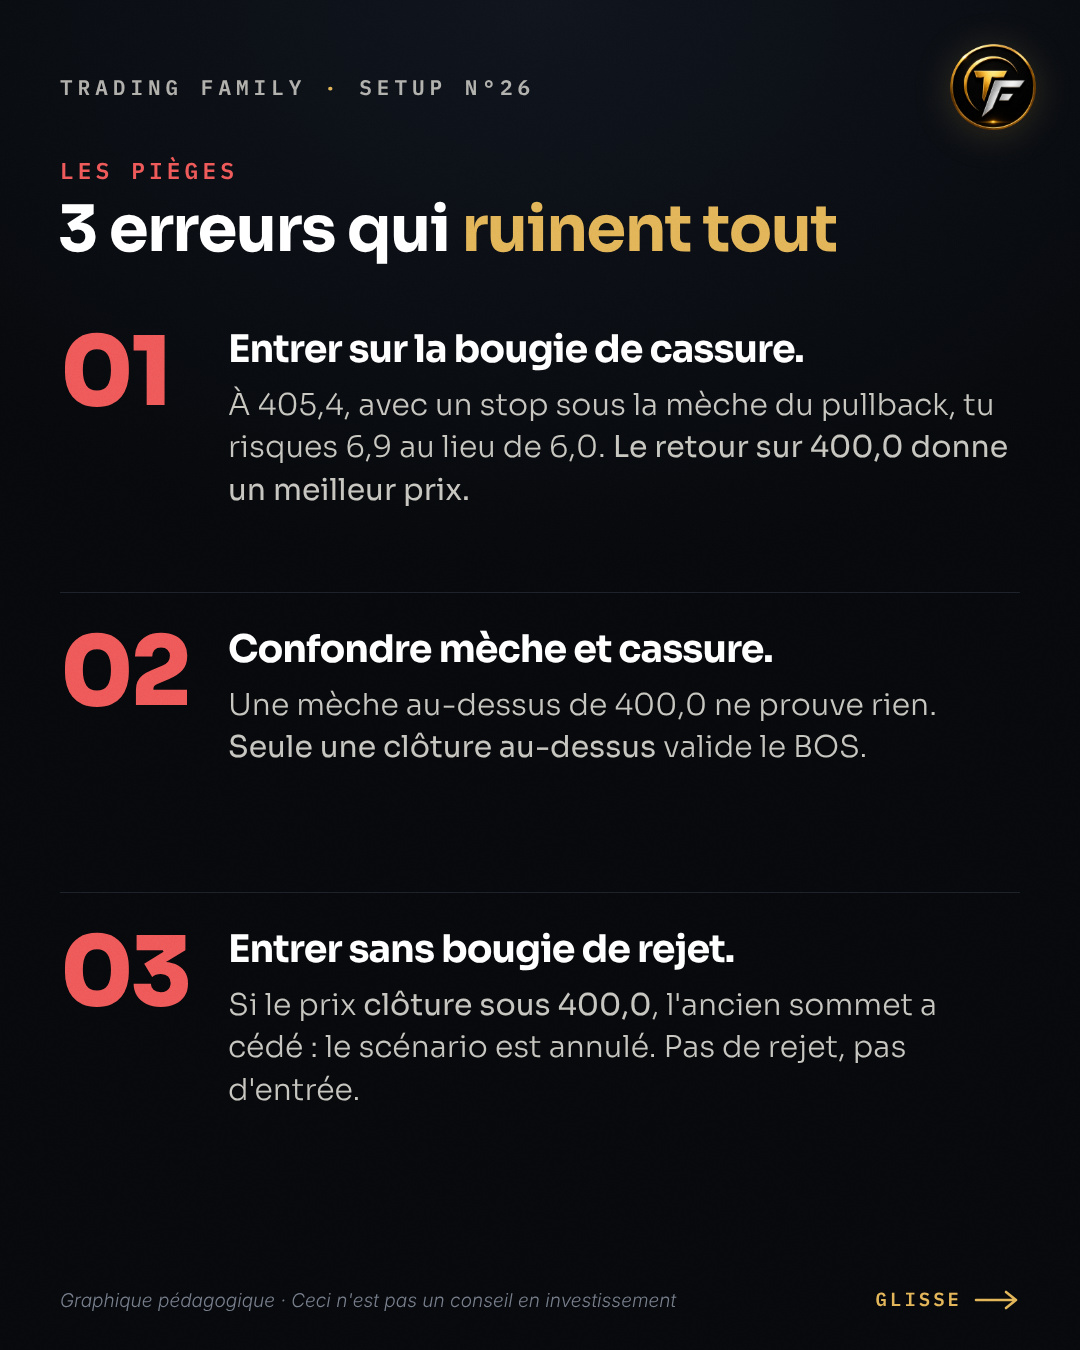 TRADING FAMILY · SETUP N°26
TF
LES PIÈGES
3 erreurs qui ruinent tout
01
Entrer sur la bougie de cassure.
À 405,4, avec un stop sous la mèche du pullback, tu
risques 6,9 au lieu de 6,0. Le retour sur 400,0 donne
un meilleur prix.
02
Confondre mèche et cassure.
Une mèche au-dessus de 400,0 ne prouve rien.
Seule une clôture au-dessus valide le BOS.
03
Entrer sans bougie de rejet.
Si le prix clôture sous 400,0, l'ancien sommet a
cédé : le scénario est annulé. Pas de rejet, pas
d'entrée.
Graphique pédagogique · Ceci n'est pas un conseil en investissement
GLISSE →